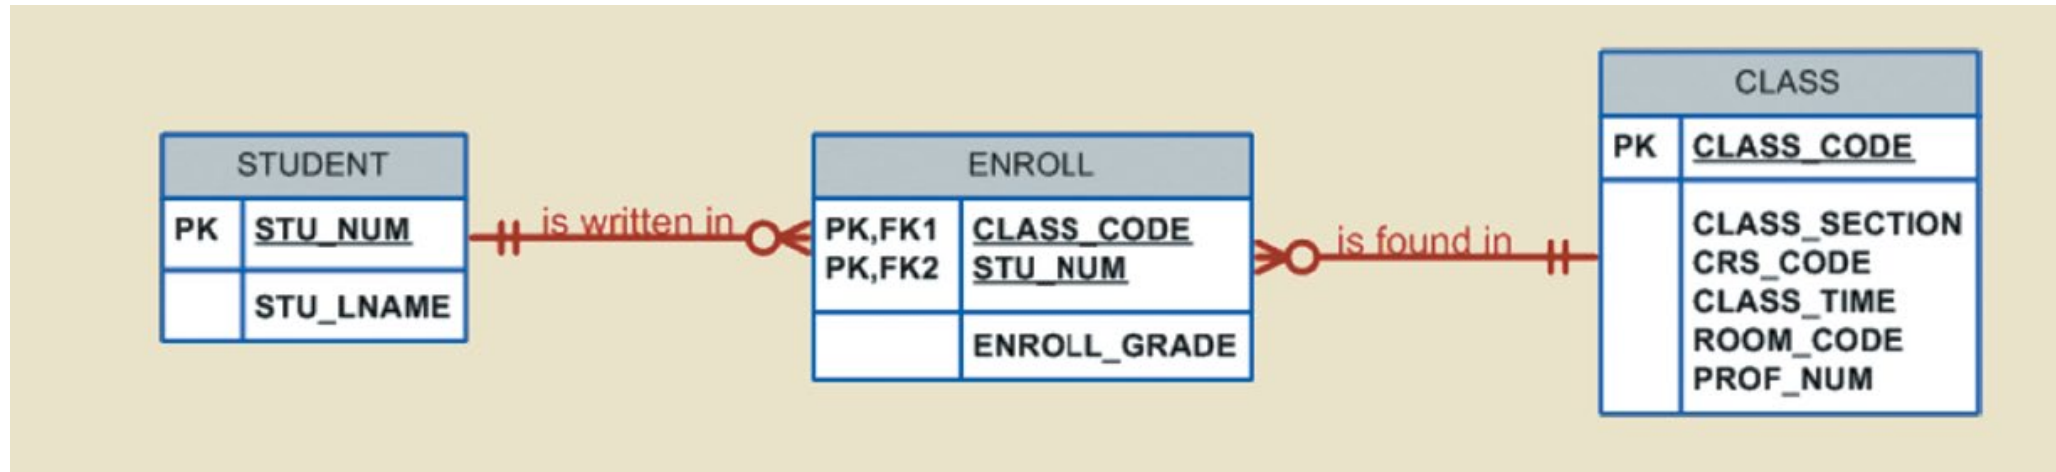 STUDENT
PK STU_NUM
STU_LNAME
is written in
ENROLL
PK,FK1 CLASS_CODE
PK,FK2 STU_NUM
ENROLL_GRADE
is found in
CLASS
PK CLASS_CODE
CLASS_SECTION
CRS_CODE
CLASS_TIME
ROOM_CODE
PROF_NUM